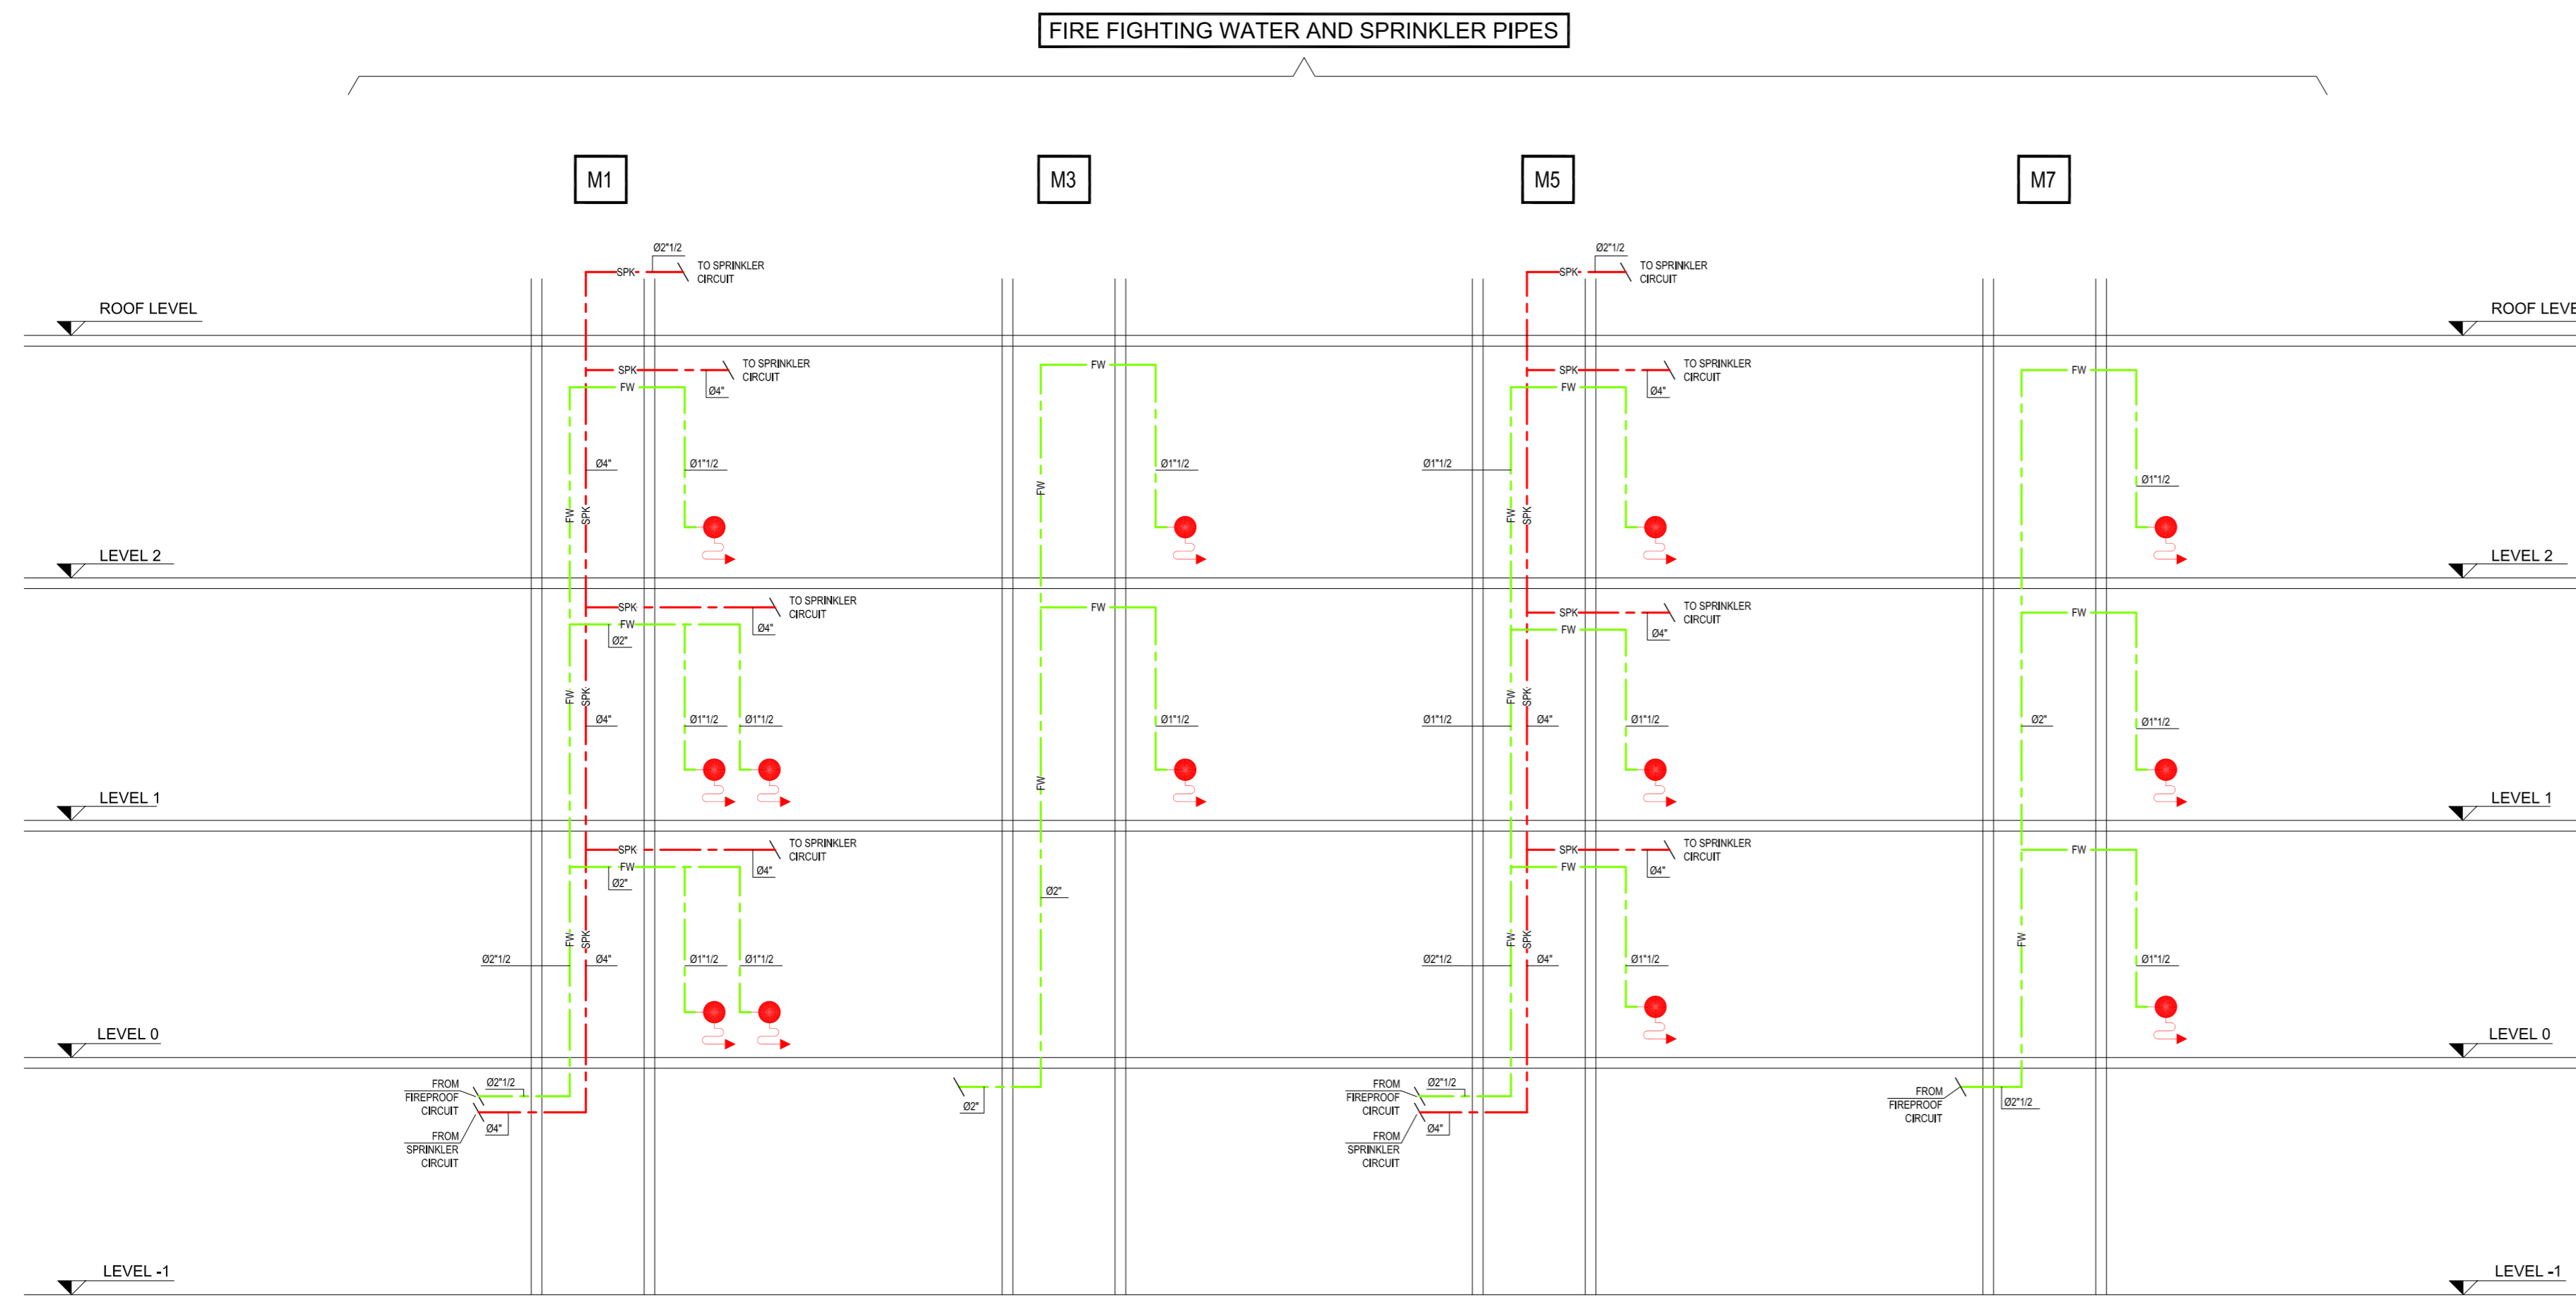 FIRE FIGHTING WATER AND SPRINKLER PIPES
M1
M3
M5
M7
Ø2"1/2
SPK
TO SPRINKLER
CIRCUIT
Ø2"1/2
SPK
TO SPRINKLER
CIRCUIT
ROOF LEVEL
ROOF LEVE
SPK
TO SPRINKLER
CIRCUIT
FW
Ø4"
FW
SPK
TO SPRINKLER
CIRCUIT
FW
Ø4"
FW
Ø4"
Ø1"1/2
FW
SPK
FW
Ø1"1/2
Ø1"1/2
FW
SPK
Ø1"1/2
LEVEL 2
LEVEL 2
SPK
TO SPRINKLER
CIRCUIT
FW
Ø2"
Ø4"
FW
SPK
TO SPRINKLER
CIRCUIT
FW
Ø4"
FW
FW
SPK
Ø4"
Ø1"1/2
Ø1"1/2
FW
Ø1"1/2
Ø1"1/2
FW
SPK
Ø4"
Ø1"1/2
Ø2"
Ø1"1/2
LEVEL 1
LEVEL 1
SPK
TO SPRINKLER
CIRCUIT
FW
Ø2"
Ø4"
Ø2"
SPK
TO SPRINKLER
CIRCUIT
FW
Ø4"
FW
FW
SPK
Ø2"1/2
Ø4"
Ø1"1/2
Ø1"1/2
FW
SPK
Ø2"1/2
Ø4"
Ø1"1/2
FW
Ø1"1/2
LEVEL 0
LEVEL 0
FROM
FIREPROOF
CIRCUIT
Ø2"1/2
FROM
SPRINKLER
CIRCUIT
Ø4"
Ø2"
FROM
FIREPROOF
CIRCUIT
Ø2"1/2
FROM
SPRINKLER
CIRCUIT
Ø4"
FROM
FIREPROOF
CIRCUIT
Ø2"1/2
LEVEL -1
LEVEL -1